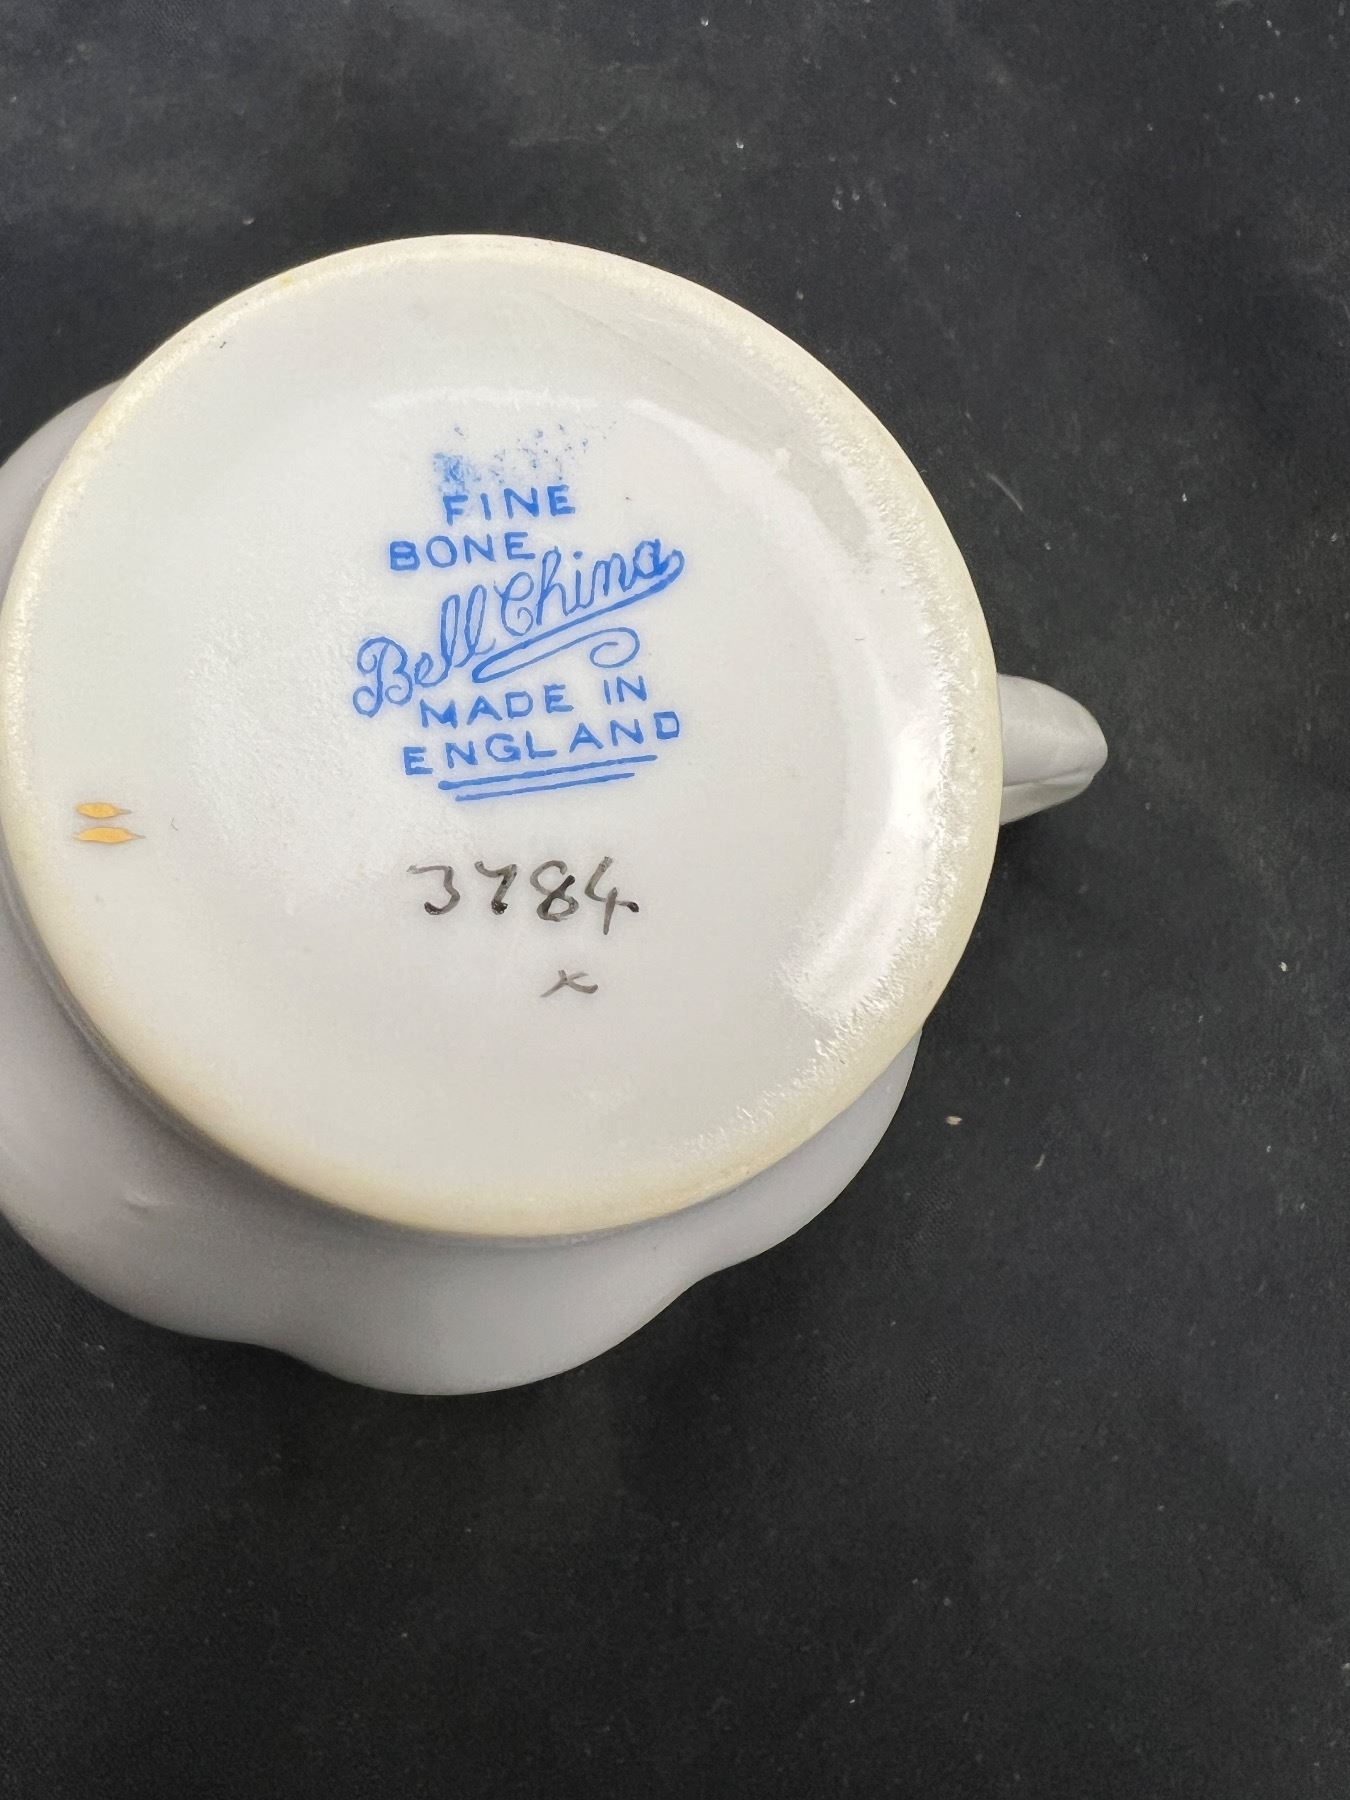 FINE
BONE
Bell China
MADE IN
ENGLAND
3784
x